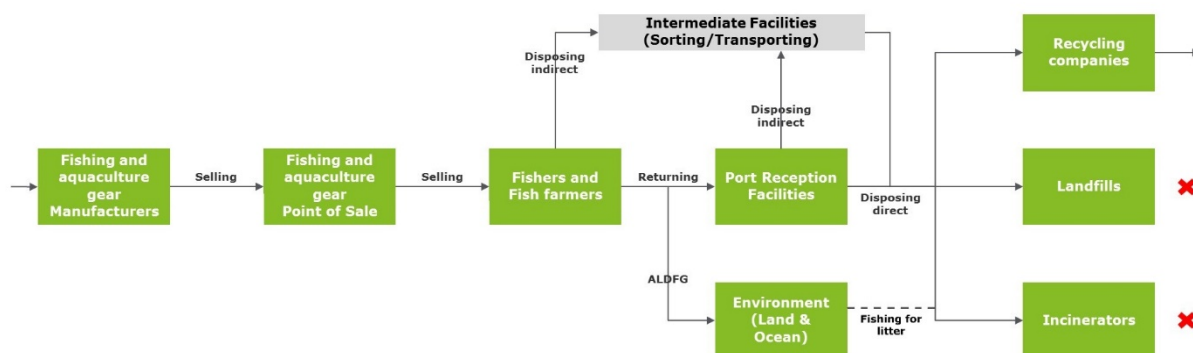 Intermediate Facilities
(Sorting/Transporting)
Recycling
companies
Disposing
indirect
Disposing
indirect
Fishing and
aquaculture
gear
Manufacturers
Selling
Fishing and
aquaculture
gear
Point of Sale
Selling
Fishers and
Fish farmers
Returning
Port Reception
Facilities
Disposing
direct
Landfills
ALDFG
Environment
(Land &
Ocean)
Fishing for
litter
Incinerators